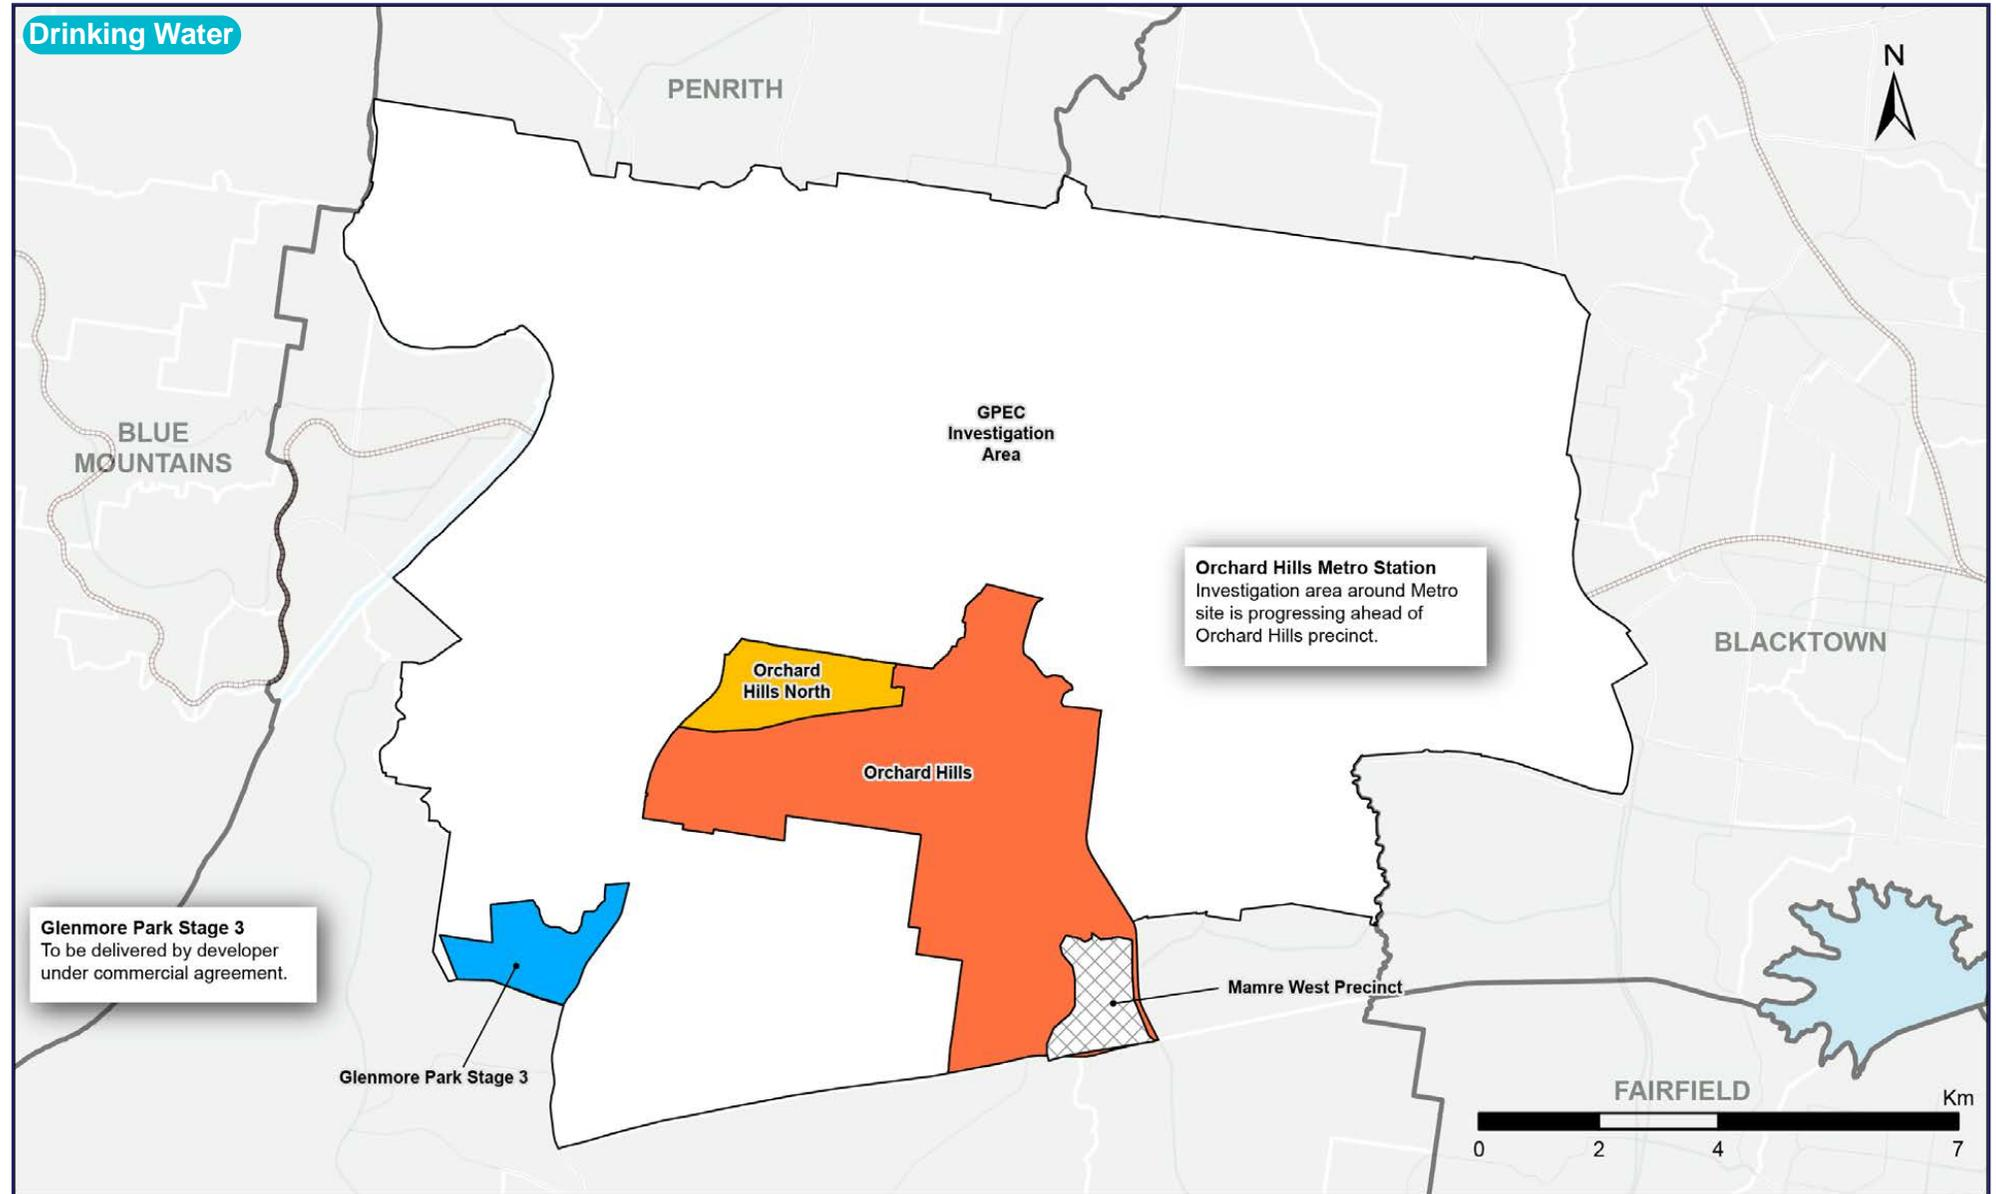 Drinking Water
N
PENRITH
GPEC
Investigation
Area
BLUE
MOUNTAINS
Orchard Hills Metro Station
Investigation area around Metro
site is progressing ahead of
Orchard Hills precinct.
BLACKTOWN
Orchard
Hills North
Orchard Hills
Glenmore Park Stage 3
To be delivered by developer
under commercial agreement.
Mamre West Precinct
Glenmore Park Stage 3
FAIRFIELD
Km
0 2 4 7